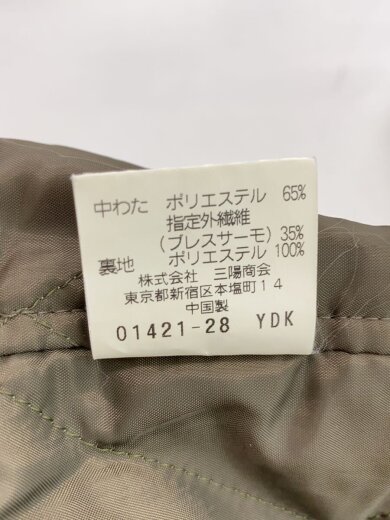 中わた ポリエステル 65%
指定外繊維
(ブレスサーモ) 35%
裏地 ポリエステル 100%
株式会社 三陽商会
東京都新宿区本塩町14
中国製
01421-28 YDK